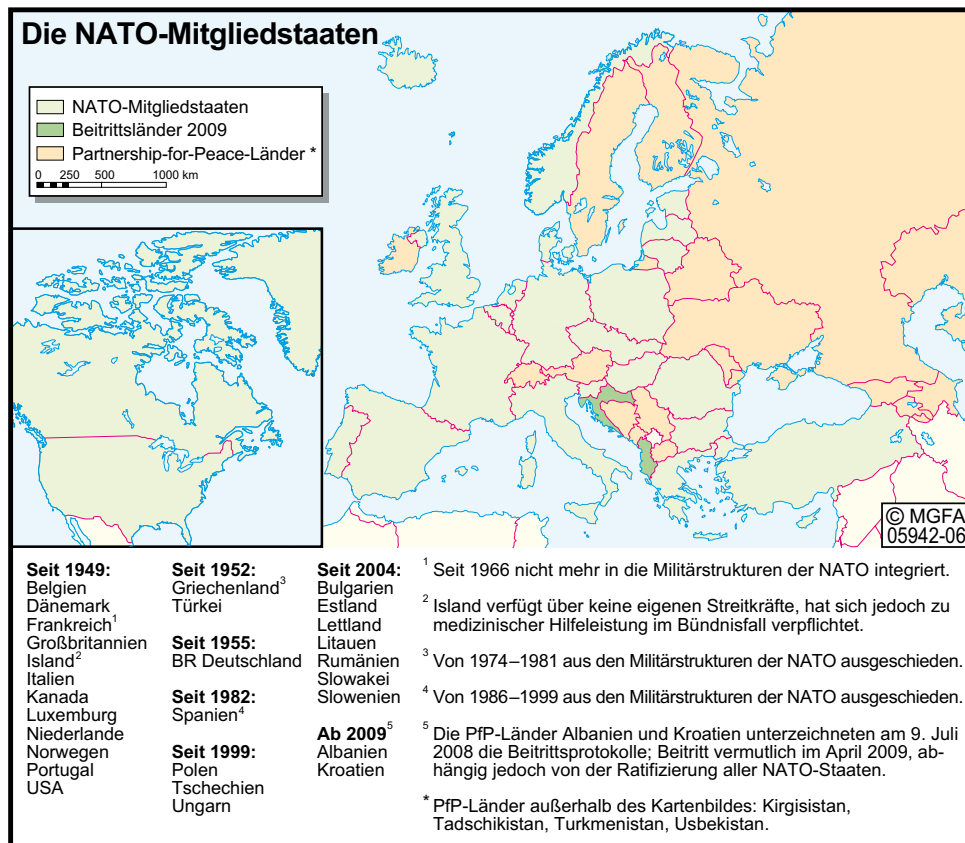 Die NATO-Mitgliedstaaten
NATO-Mitgliedstaaten
Beitrittsländer 2009
Partnership-for-Peace-Länder *
0 250 500 1000 km
© MGFA
05942-06
Seit 1949:
Belgien
Dänemark
Frankreich¹
Großbritannien
Island²
Italien
Kanada
Luxemburg
Niederlande
Norwegen
Portugal
USA
Seit 1952:
Griechenland³
Türkei
Seit 1955:
BR Deutschland
Seit 1982:
Spanien⁴
Seit 1999:
Polen
Tschechien
Ungarn
Seit 2004:
Bulgarien
Estland
Lettland
Litauen
Rumänien
Slowakei
Slowenien
Ab 2009⁵
Albanien
Kroatien
¹ Seit 1966 nicht mehr in die Militärstrukturen der NATO integriert.
² Island verfügt über keine eigenen Streitkräfte, hat sich jedoch zu
medizinischer Hilfeleistung im Bündnisfall verpflichtet.
³ Von 1974–1981 aus den Militärstrukturen der NATO ausgeschieden.
⁴ Von 1986–1999 aus den Militärstrukturen der NATO ausgeschieden.
⁵ Die PfP-Länder Albanien und Kroatien unterzeichneten am 9. Juli
2008 die Beitrittsprotokolle; Beitritt vermutlich im April 2009, ab-
hängig jedoch von der Ratifizierung aller NATO-Staaten.
* PfP-Länder außerhalb des Kartenbildes: Kirgisistan,
Tadschikistan, Turkmenistan, Usbekistan.